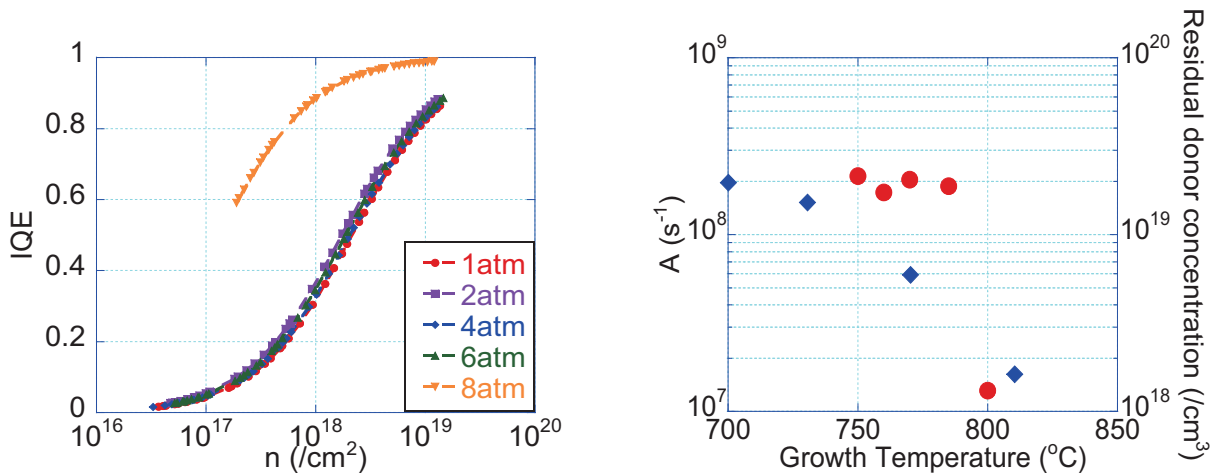 1
0.8
0.6
0.4
0.2
0
IQE
10^16
10^17
10^18
10^19
10^20
n (/cm^2)
1atm
2atm
4atm
6atm
8atm
10^9
10^8
10^7
A (s^-1)
700
750
800
850
Growth Temperature (°C)
10^20
10^19
10^18
Residual donor concentration (/cm^3)